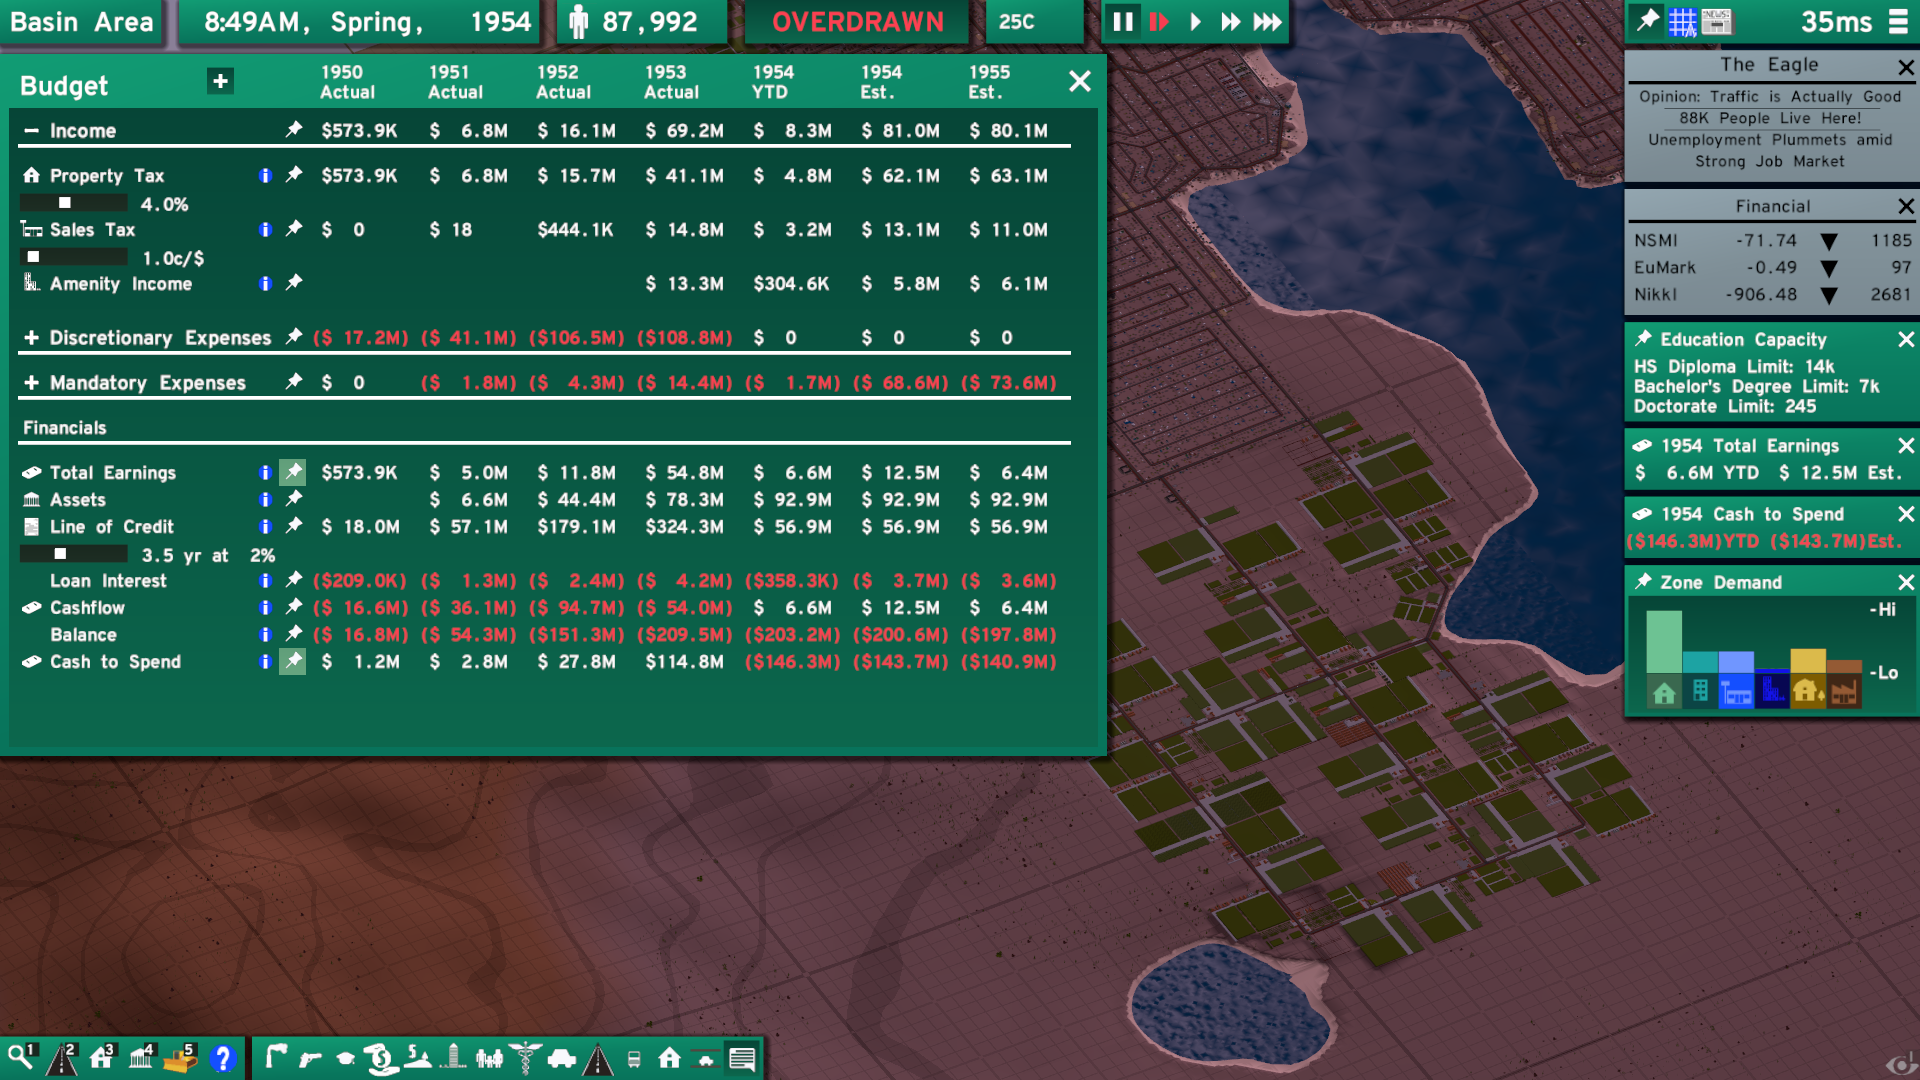 Basin Area
8:49AM, Spring, 1954
87,992
OVERDRAWN
25C
35ms
Budget
+
1950 Actual
1951 Actual
1952 Actual
1953 Actual
1954 YTD
1954 Est.
1955 Est.
Income $573.9K $ 6.8M $ 16.1M $ 69.2M $ 8.3M $ 81.0M $ 80.1M
Property Tax $573.9K $ 6.8M $ 15.7M $ 41.1M $ 4.8M $ 62.1M $ 63.1M
4.0%
Sales Tax $ 0 $ 18 $444.1K $ 14.8M $ 3.2M $ 13.1M $ 11.0M
1.0c/$
Amenity Income $ 13.3M $304.6K $ 5.8M $ 6.1M
+ Discretionary Expenses ($ 17.2M) ($ 41.1M) ($106.5M) ($108.8M) $ 0 $ 0 $ 0
+ Mandatory Expenses $ 0 ($ 1.8M) ($ 4.3M) ($ 14.4M) ($ 1.7M) ($ 68.6M) ($ 73.6M)
Financials
Total Earnings $573.9K $ 5.0M $ 11.8M $ 54.8M $ 6.6M $ 12.5M $ 6.4M
Assets $ 6.6M $ 44.4M $ 78.3M $ 92.9M $ 92.9M $ 92.9M
Line of Credit $ 18.0M $ 57.1M $179.1M $324.3M $ 56.9M $ 56.9M $ 56.9M
3.5 yr at 2%
Loan Interest ($209.0K) ($ 1.3M) ($ 2.4M) ($ 4.2M) ($358.3K) ($ 3.7M) ($ 3.6M)
Cashflow ($ 16.6M) ($ 36.1M) ($ 94.7M) ($ 54.0M) $ 6.6M $ 12.5M $ 6.4M
Balance ($ 16.8M) ($ 54.3M) ($151.3M) ($209.5M) ($203.2M) ($200.6M) ($197.8M)
Cash to Spend $ 1.2M $ 2.8M $ 27.8M $114.8M ($146.3M) ($143.7M) ($140.9M)
The Eagle
Opinion: Traffic is Actually Good
88K People Live Here!
Unemployment Plummets amid
Strong Job Market
Financial
NSMI -71.74 ▼ 1185
EuMark -0.49 ▼ 97
NikkI -906.48 ▼ 2681
Education Capacity
HS Diploma Limit: 14k
Bachelor's Degree Limit: 7k
Doctorate Limit: 245
1954 Total Earnings
$ 6.6M YTD $ 12.5M Est.
1954 Cash to Spend
($146.3M)YTD ($143.7M)Est.
Zone Demand
-Hi
-Lo
1 2 3 4 5 ?